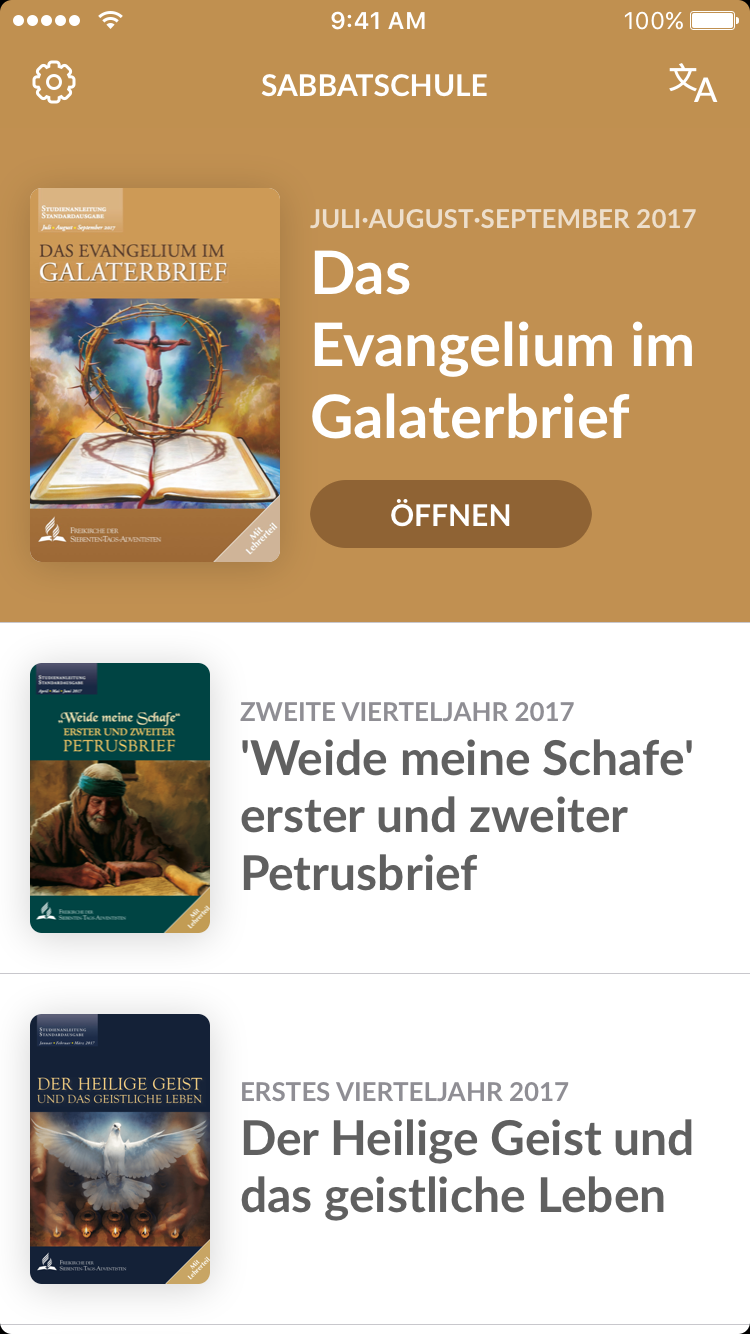 9:41 AM
100%
SABBATSCHULE
文A
STUDIENANLEITUNG
STANDARDAUSGABE
Juli • August • September 2017
DAS EVANGELIUM IM
GALATERBRIEF
FREIKIRCHE DER
SIEBENTEN-TAGS-ADVENTISTEN
Mit
Lehrerteil
JULI·AUGUST·SEPTEMBER 2017
Das
Evangelium im
Galaterbrief
ÖFFNEN
STUDIENANLEITUNG
STANDARDAUSGABE
April • Mai • Juni 2017
„Weide meine Schafe“
ERSTER UND ZWEITER
PETRUSBRIEF
FREIKIRCHE DER
SIEBENTEN-TAGS-ADVENTISTEN
Mit
Lehrerteil
ZWEITE VIERTELJAHR 2017
'Weide meine Schafe'
erster und zweiter
Petrusbrief
STUDIENANLEITUNG
STANDARDAUSGABE
Januar • Februar • März 2017
DER HEILIGE GEIST
UND DAS GEISTLICHE LEBEN
FREIKIRCHE DER
SIEBENTEN-TAGS-ADVENTISTEN
Mit
Lehrerteil
ERSTES VIERTELJAHR 2017
Der Heilige Geist und
das geistliche Leben